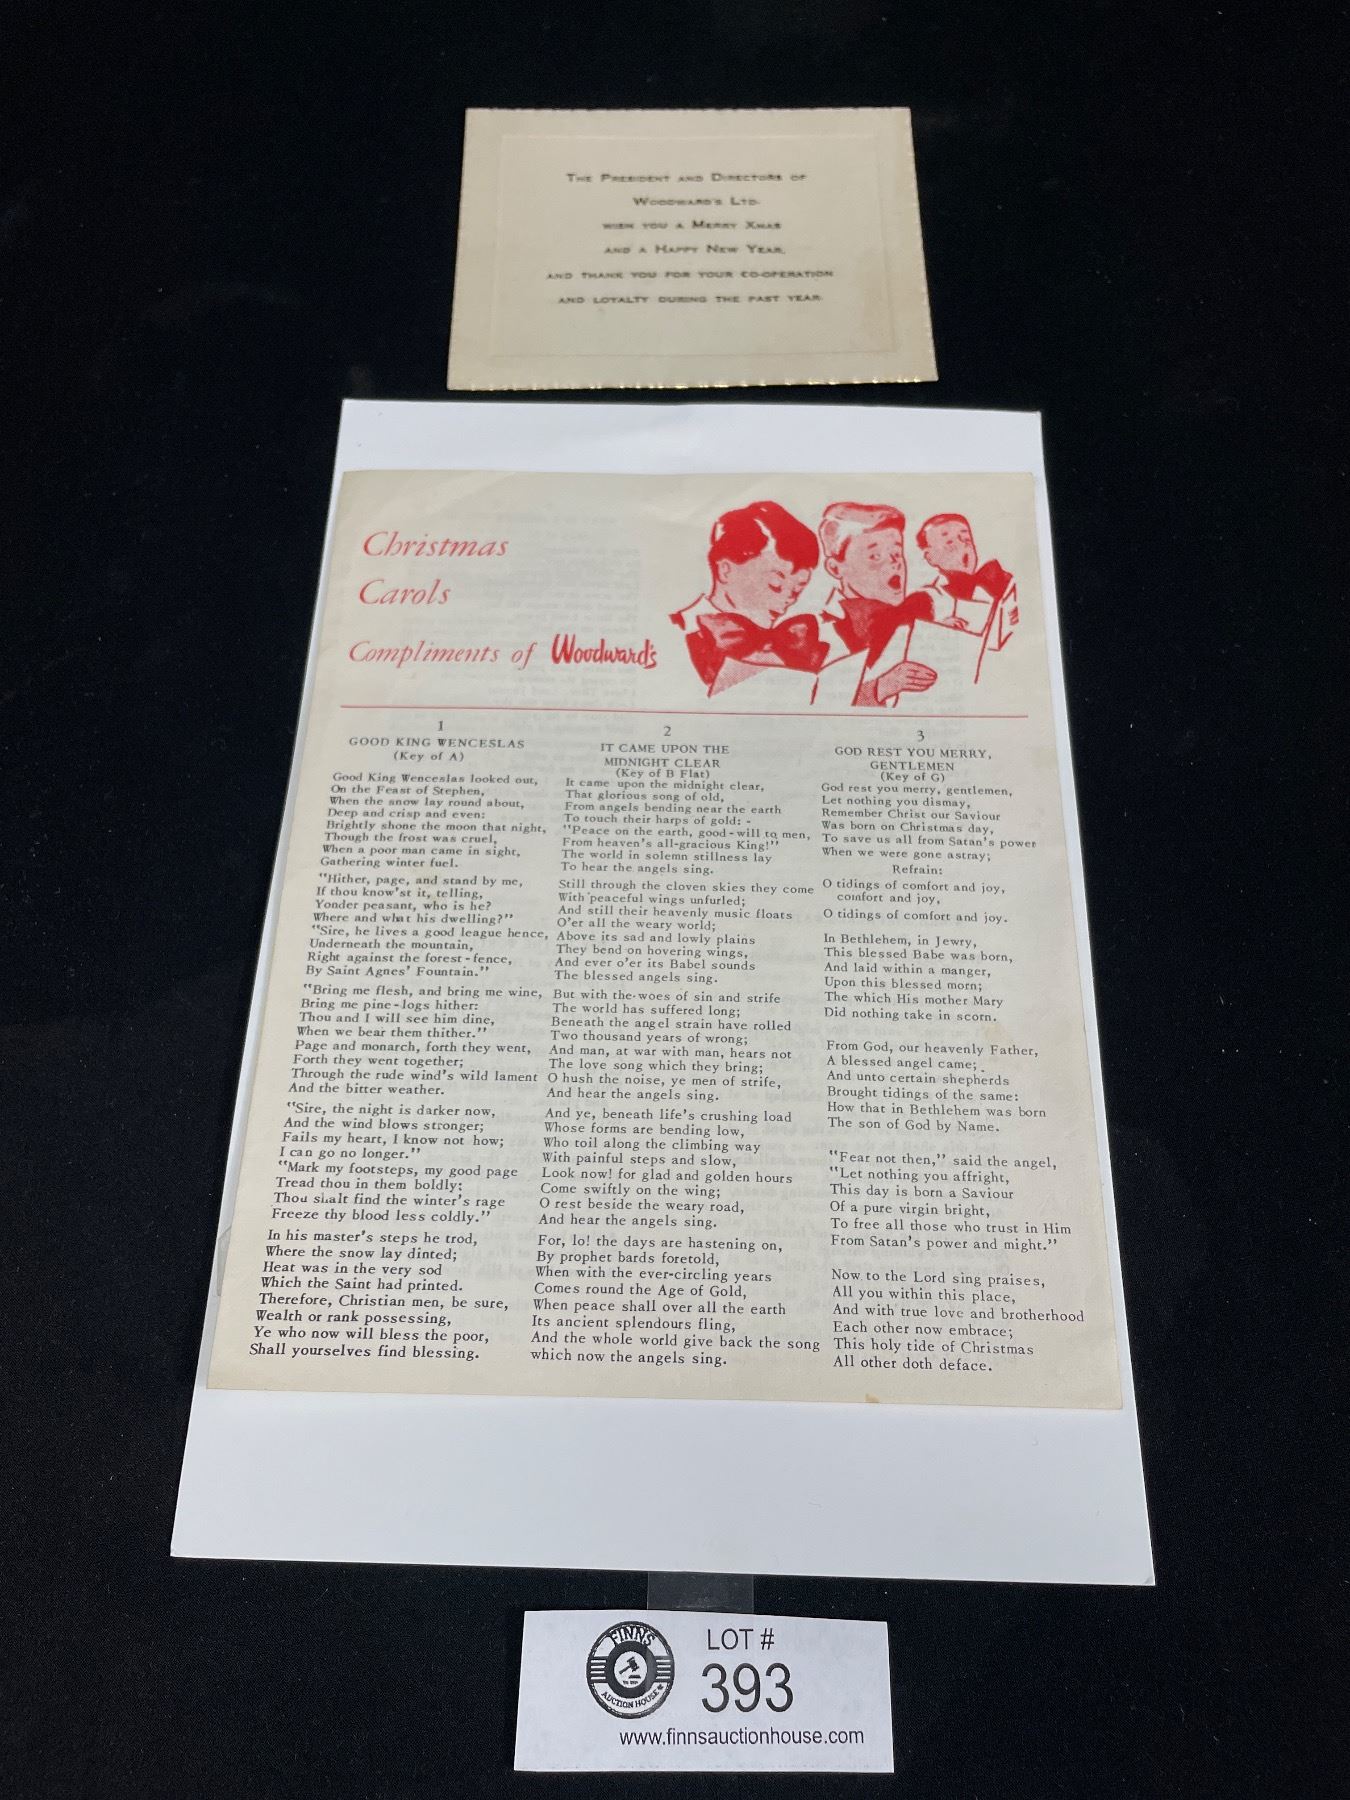 THE PRESIDENT AND DIRECTORS OF
WOODWARD'S LTD.
WISH YOU A MERRY XMAS
AND A HAPPY NEW YEAR,
AND THANK YOU FOR YOUR CO-OPERATION
AND LOYALTY DURING THE PAST YEAR.
Christmas
Carols
Compliments of Woodward's
1
GOOD KING WENCESLAS
(Key of A)
Good King Wenceslas looked out,
On the Feast of Stephen,
When the snow lay round about,
Deep and crisp and even:
Brightly shone the moon that night,
Though the frost was cruel,
When a poor man came in sight,
Gathering winter fuel.
"Hither, page, and stand by me,
If thou know'st it, telling,
Yonder peasant, who is he?
Where and what his dwelling?"
"Sire, he lives a good league hence,
Underneath the mountain,
Right against the forest-fence,
By Saint Agnes' Fountain."
"Bring me flesh, and bring me wine,
Bring me pine-logs hither:
Thou and I will see him dine,
When we bear them thither."
Page and monarch, forth they went,
Forth they went together;
Through the rude wind's wild lament
And the bitter weather.
"Sire, the night is darker now,
And the wind blows stronger;
Fails my heart, I know not how;
I can go no longer."
"Mark my footsteps, my good page
Tread thou in them boldly;
Thou shalt find the winter's rage
Freeze thy blood less coldly."
In his master's steps he trod,
Where the snow lay dinted;
Heat was in the very sod
Which the Saint had printed.
Therefore, Christian men, be sure,
Wealth or rank possessing,
Ye who now will bless the poor,
Shall yourselves find blessing.
2
IT CAME UPON THE
MIDNIGHT CLEAR
(Key of B Flat)
It came upon the midnight clear,
That glorious song of old,
From angels bending near the earth
To touch their harps of gold: -
"Peace on the earth, good-will to men,
From heaven's all-gracious King!"
The world in solemn stillness lay
To hear the angels sing.
Still through the cloven skies they come
With peaceful wings unfurled;
And still their heavenly music floats
O'er all the weary world;
Above its sad and lowly plains
They bend on hovering wings,
And ever o'er its Babel sounds
The blessed angels sing.
But with the woes of sin and strife
The world has suffered long;
Beneath the angel strain have rolled
Two thousand years of wrong;
And man, at war with man, hears not
The love song which they bring;
O hush the noise, ye men of strife,
And hear the angels sing.
And ye, beneath life's crushing load
Whose forms are bending low,
Who toil along the climbing way
With painful steps and slow,
Look now! for glad and golden hours
Come swiftly on the wing;
O rest beside the weary road,
And hear the angels sing.
For, lo! the days are hastening on,
By prophet bards foretold,
When with the ever-circling years
Comes round the Age of Gold,
When peace shall over all the earth
Its ancient splendours fling,
And the whole world give back the song
which now the angels sing.
3
GOD REST YOU MERRY,
GENTLEMEN
(Key of G)
God rest you merry, gentlemen,
Let nothing you dismay,
Remember Christ our Saviour
Was born on Christmas day,
To save us all from Satan's power
When we were gone astray;
Refrain:
O tidings of comfort and joy,
comfort and joy,
O tidings of comfort and joy.
In Bethlehem, in Jewry,
This blessed Babe was born,
And laid within a manger,
Upon this blessed morn;
The which His mother Mary
Did nothing take in scorn.
From God, our heavenly Father,
A blessed angel came;
And unto certain shepherds
Brought tidings of the same:
How that in Bethlehem was born
The son of God by Name.
"Fear not then," said the angel,
"Let nothing you affright,
This day is born a Saviour
Of a pure virgin bright,
To free all those who trust in Him
From Satan's power and might."
Now to the Lord sing praises,
All you within this place,
And with true love and brotherhood
Each other now embrace;
This holy tide of Christmas
All other doth deface.
FINNS
AUCTION HOUSE
LOT #
393
www.finnsauctionhouse.com